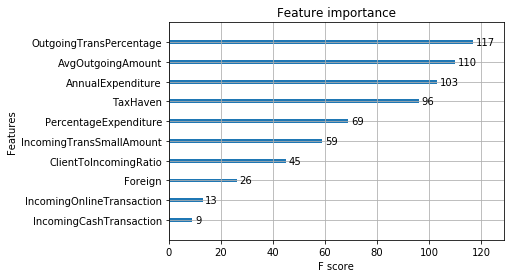 Feature importance
OutgoingTransPercentage 117
AvgOutgoingAmount 110
AnnualExpenditure 103
TaxHaven 96
PercentageExpenditure 69
IncomingTransSmallAmount 59
ClientToIncomingRatio 45
Foreign 26
IncomingOnlineTransaction 13
IncomingCashTransaction 9
Features
0 20 40 60 80 100 120
F score